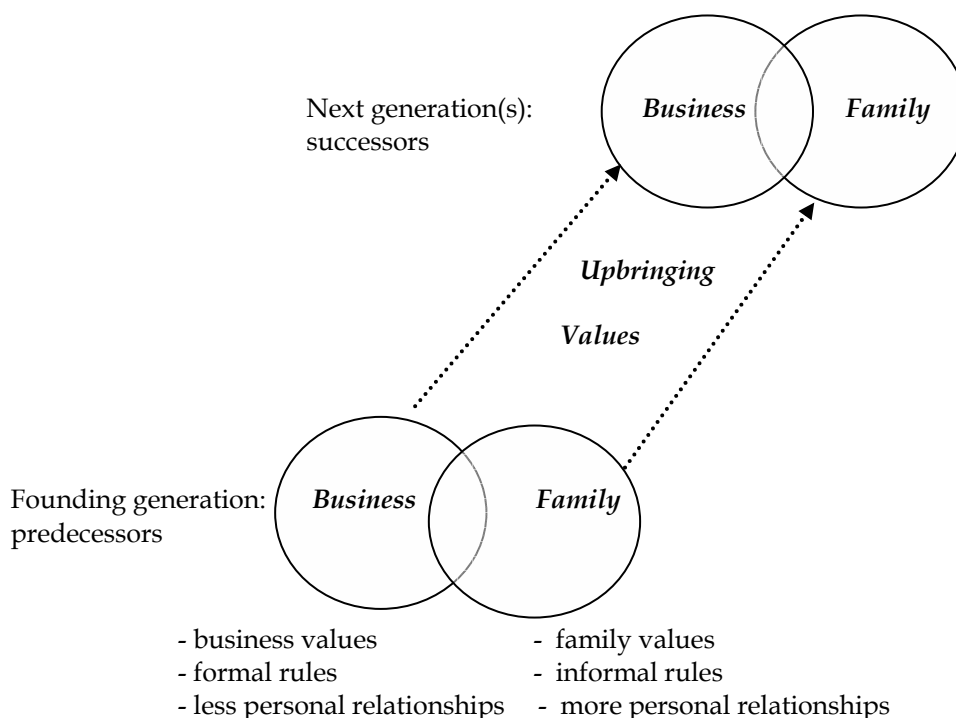 Next generation(s):
successors
Business
Family
Upbringing
Values
Founding generation:
predecessors
Business
Family
- business values
- formal rules
- less personal relationships
- family values
- informal rules
- more personal relationships